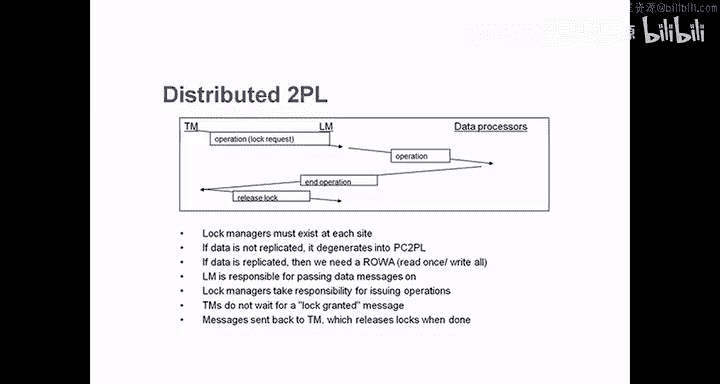 资源@bilibili.com
bilibili
Distributed 2PL
TM LM Data processors
operation (lock request)
operation
end operation
release lock
• Lock managers must exist at each site
• If data is not replicated, it degenerates into PC2PL
• If data is replicated, then we need a ROWA (read once/ write all)
• LM is responsible for passing data messages on
• Lock managers take responsibility for issuing operations
• TMs do not wait for a "lock granted" message
• Messages sent back to TM, which releases locks when done